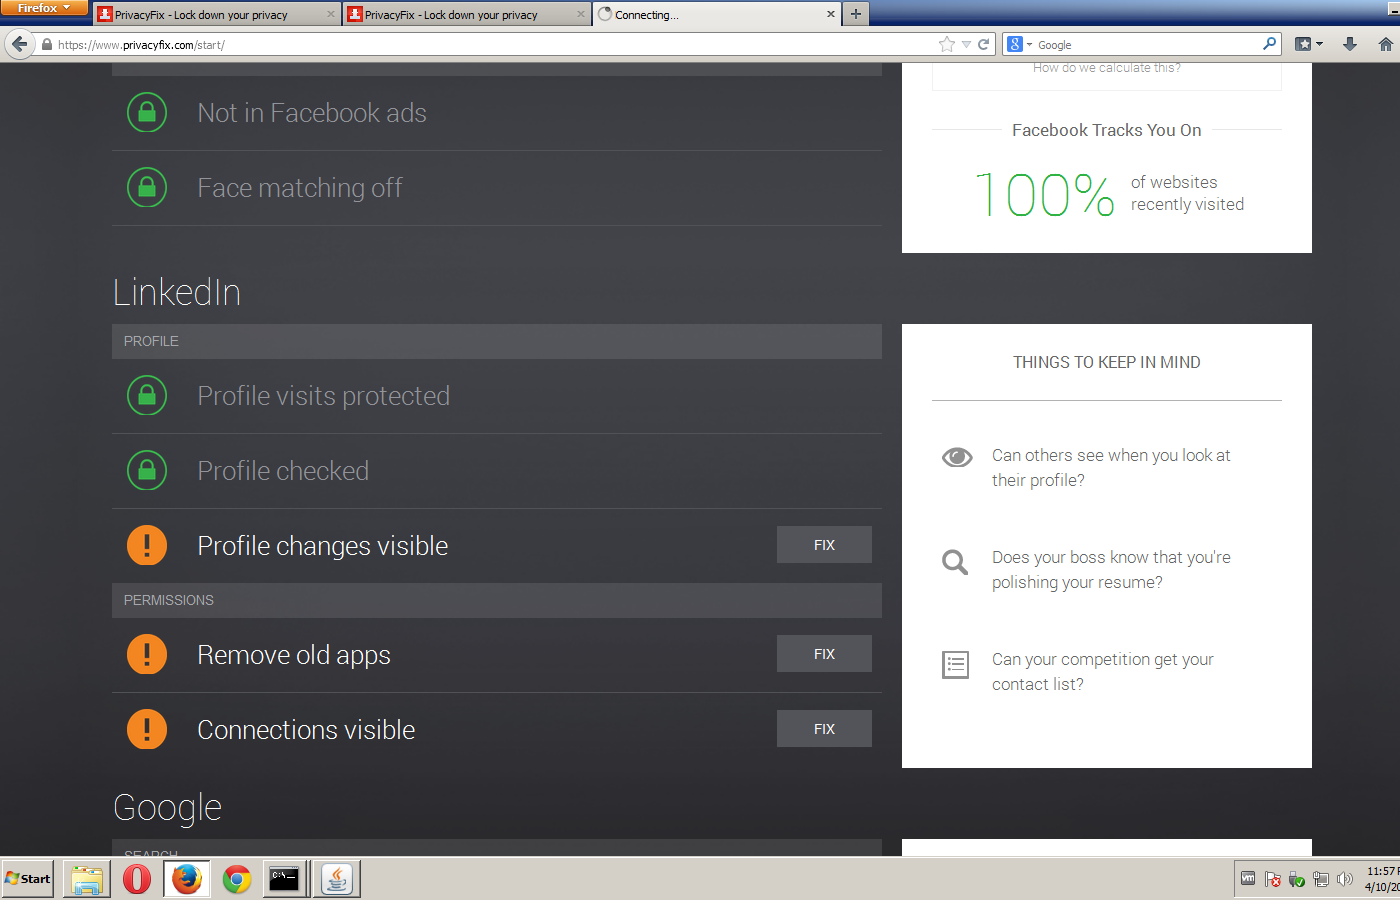 Firefox
PrivacyFix - Lock down your privacy
PrivacyFix - Lock down your privacy
Connecting...
https://www.privacyfix.com/start/
Google
Not in Facebook ads
Face matching off
How do we calculate this?
Facebook Tracks You On
100%
of websites
recently visited
LinkedIn
PROFILE
Profile visits protected
Profile checked
Profile changes visible
FIX
PERMISSIONS
Remove old apps
FIX
Connections visible
FIX
THINGS TO KEEP IN MIND
Can others see when you look at
their profile?
Does your boss know that you're
polishing your resume?
Can your competition get your
contact list?
Google
SEARCH
Start
C:\_
vm
11:57
4/10/20